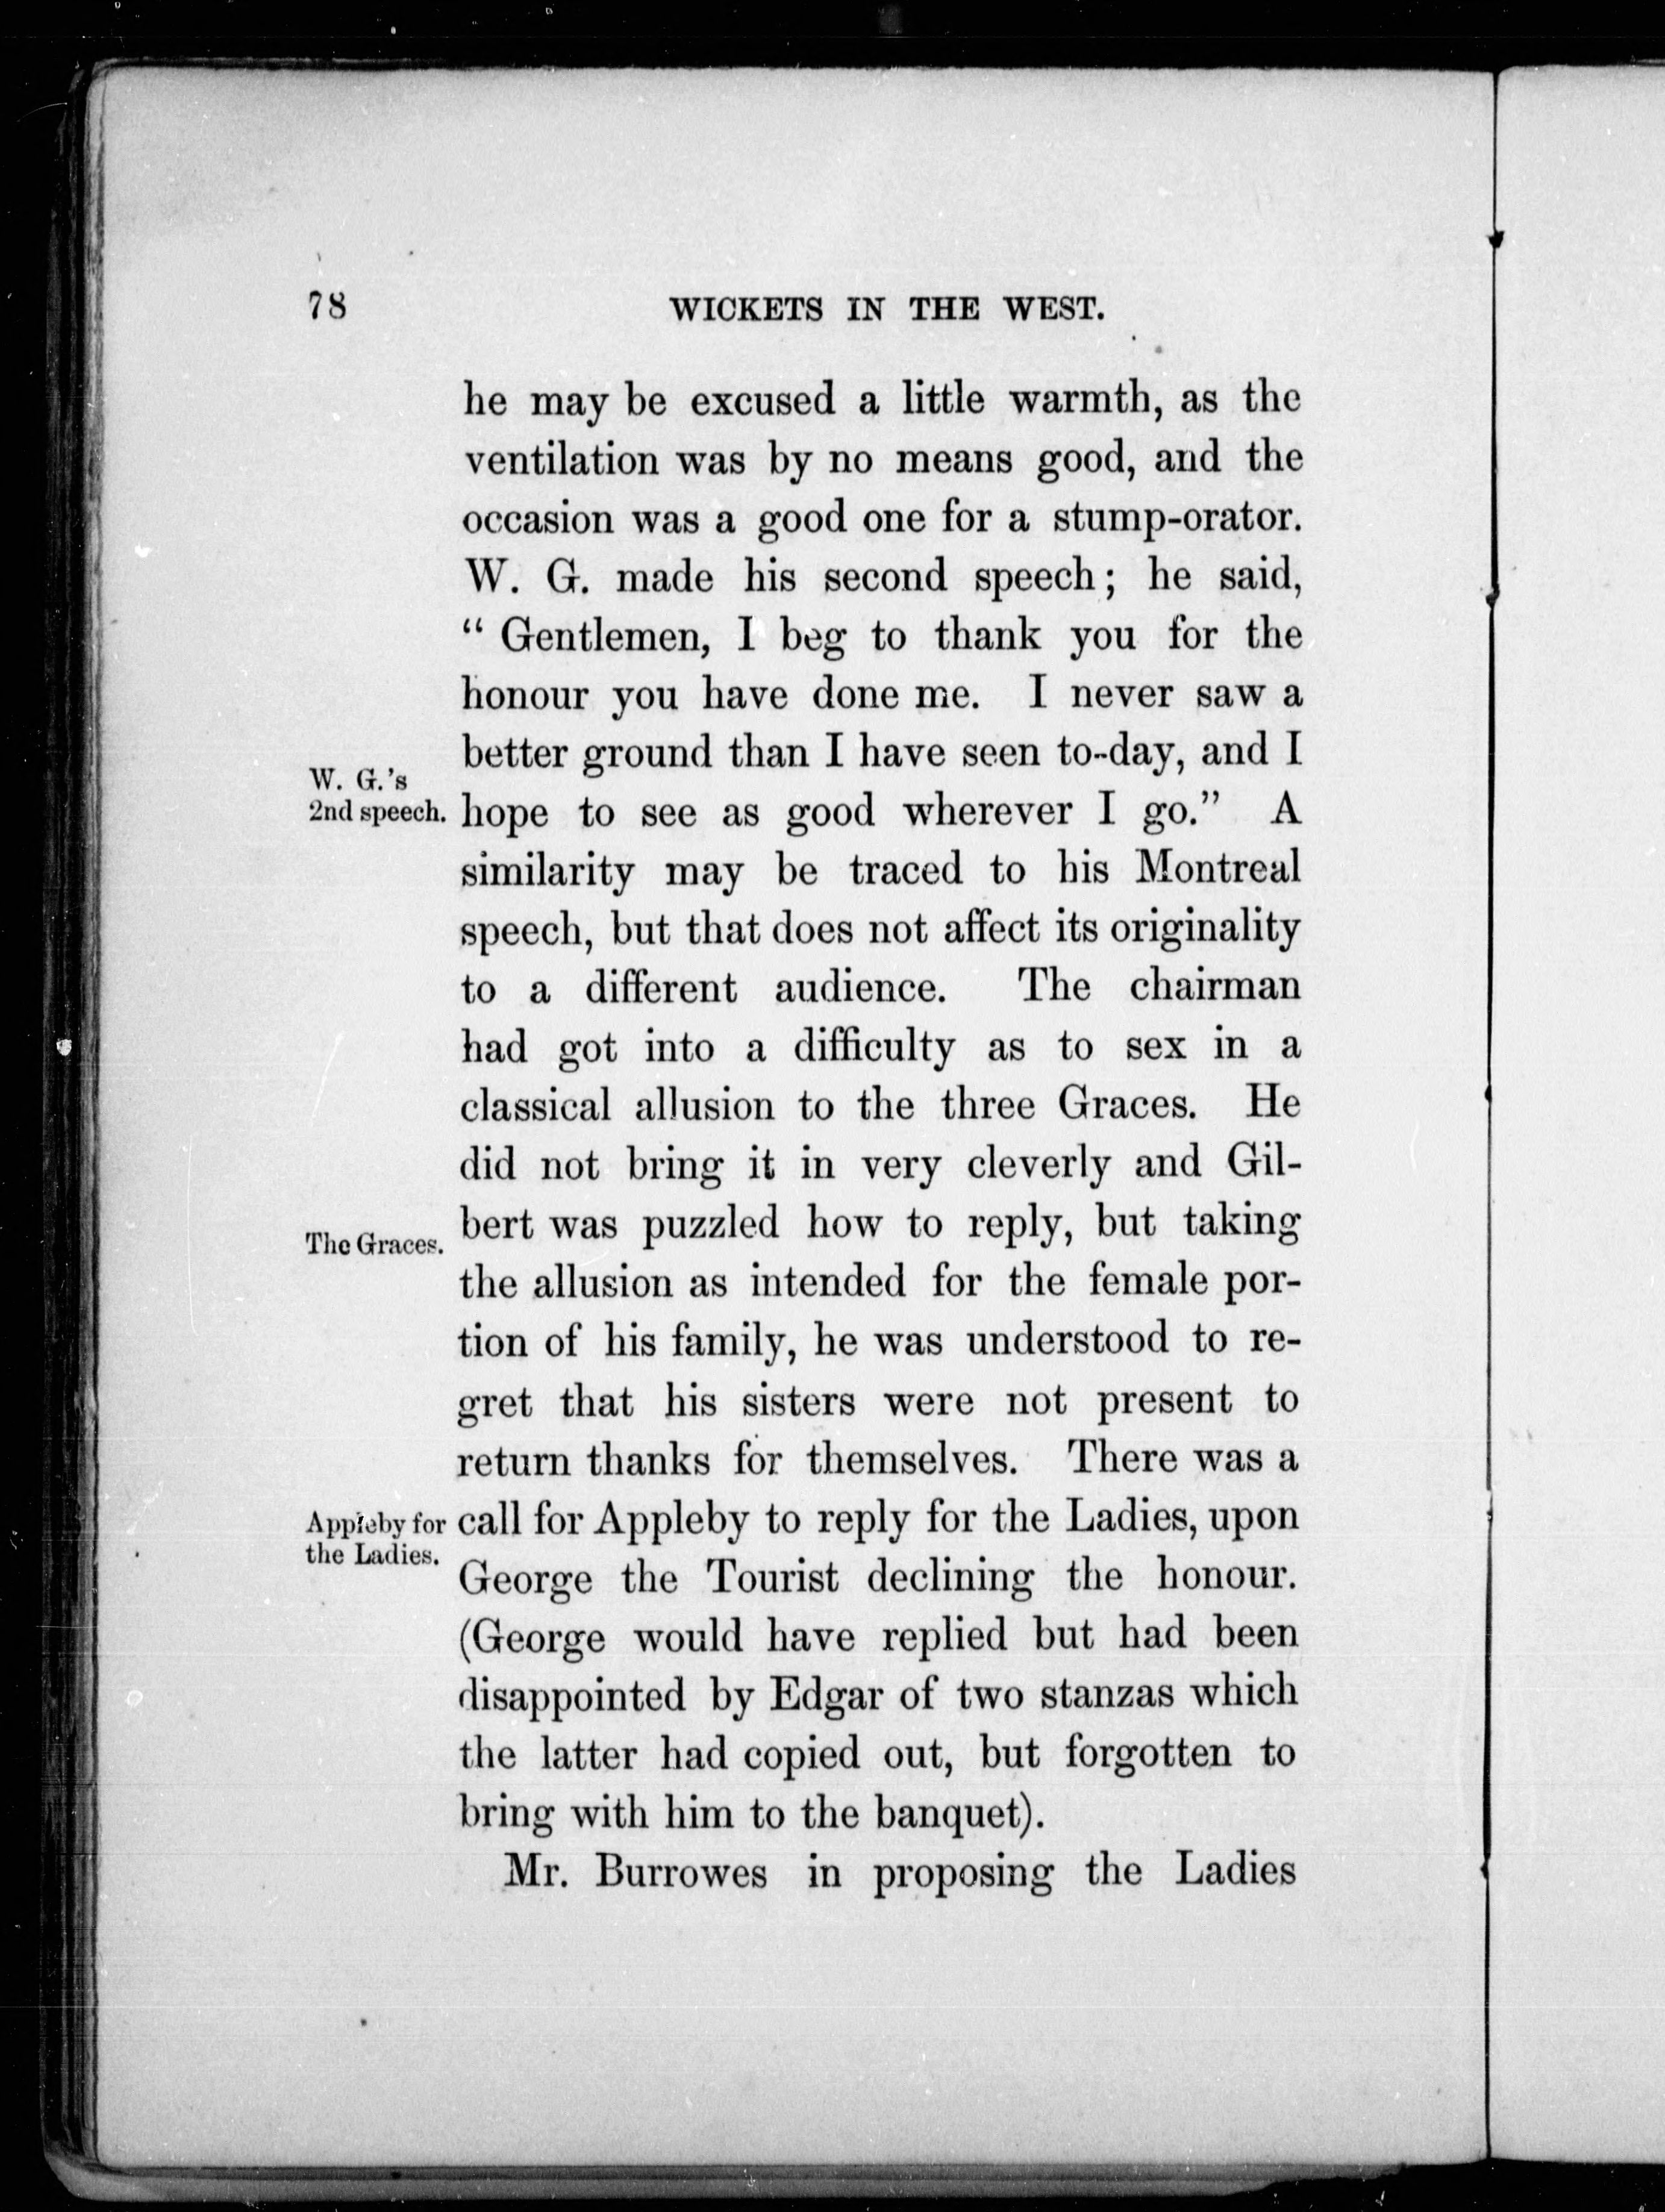 78 WICKETS IN THE WEST.
he may be excused a little warmth, as the
ventilation was by no means good, and the
occasion was a good one for a stump-orator.
W. G. made his second speech; he said,
" Gentlemen, I beg to thank you for the
honour you have done me. I never saw a
better ground than I have seen to-day, and I
W. G.'s
2nd speech.
hope to see as good wherever I go." A
similarity may be traced to his Montreal
speech, but that does not affect its originality
to a different audience. The chairman
had got into a difficulty as to sex in a
classical allusion to the three Graces. He
did not bring it in very cleverly and Gil-
bert was puzzled how to reply, but taking
The Graces.
the allusion as intended for the female por-
tion of his family, he was understood to re-
gret that his sisters were not present to
return thanks for themselves. There was a
Appleby for
the Ladies.
call for Appleby to reply for the Ladies, upon
George the Tourist declining the honour.
(George would have replied but had been
disappointed by Edgar of two stanzas which
the latter had copied out, but forgotten to
bring with him to the banquet).
Mr. Burrowes in proposing the Ladies